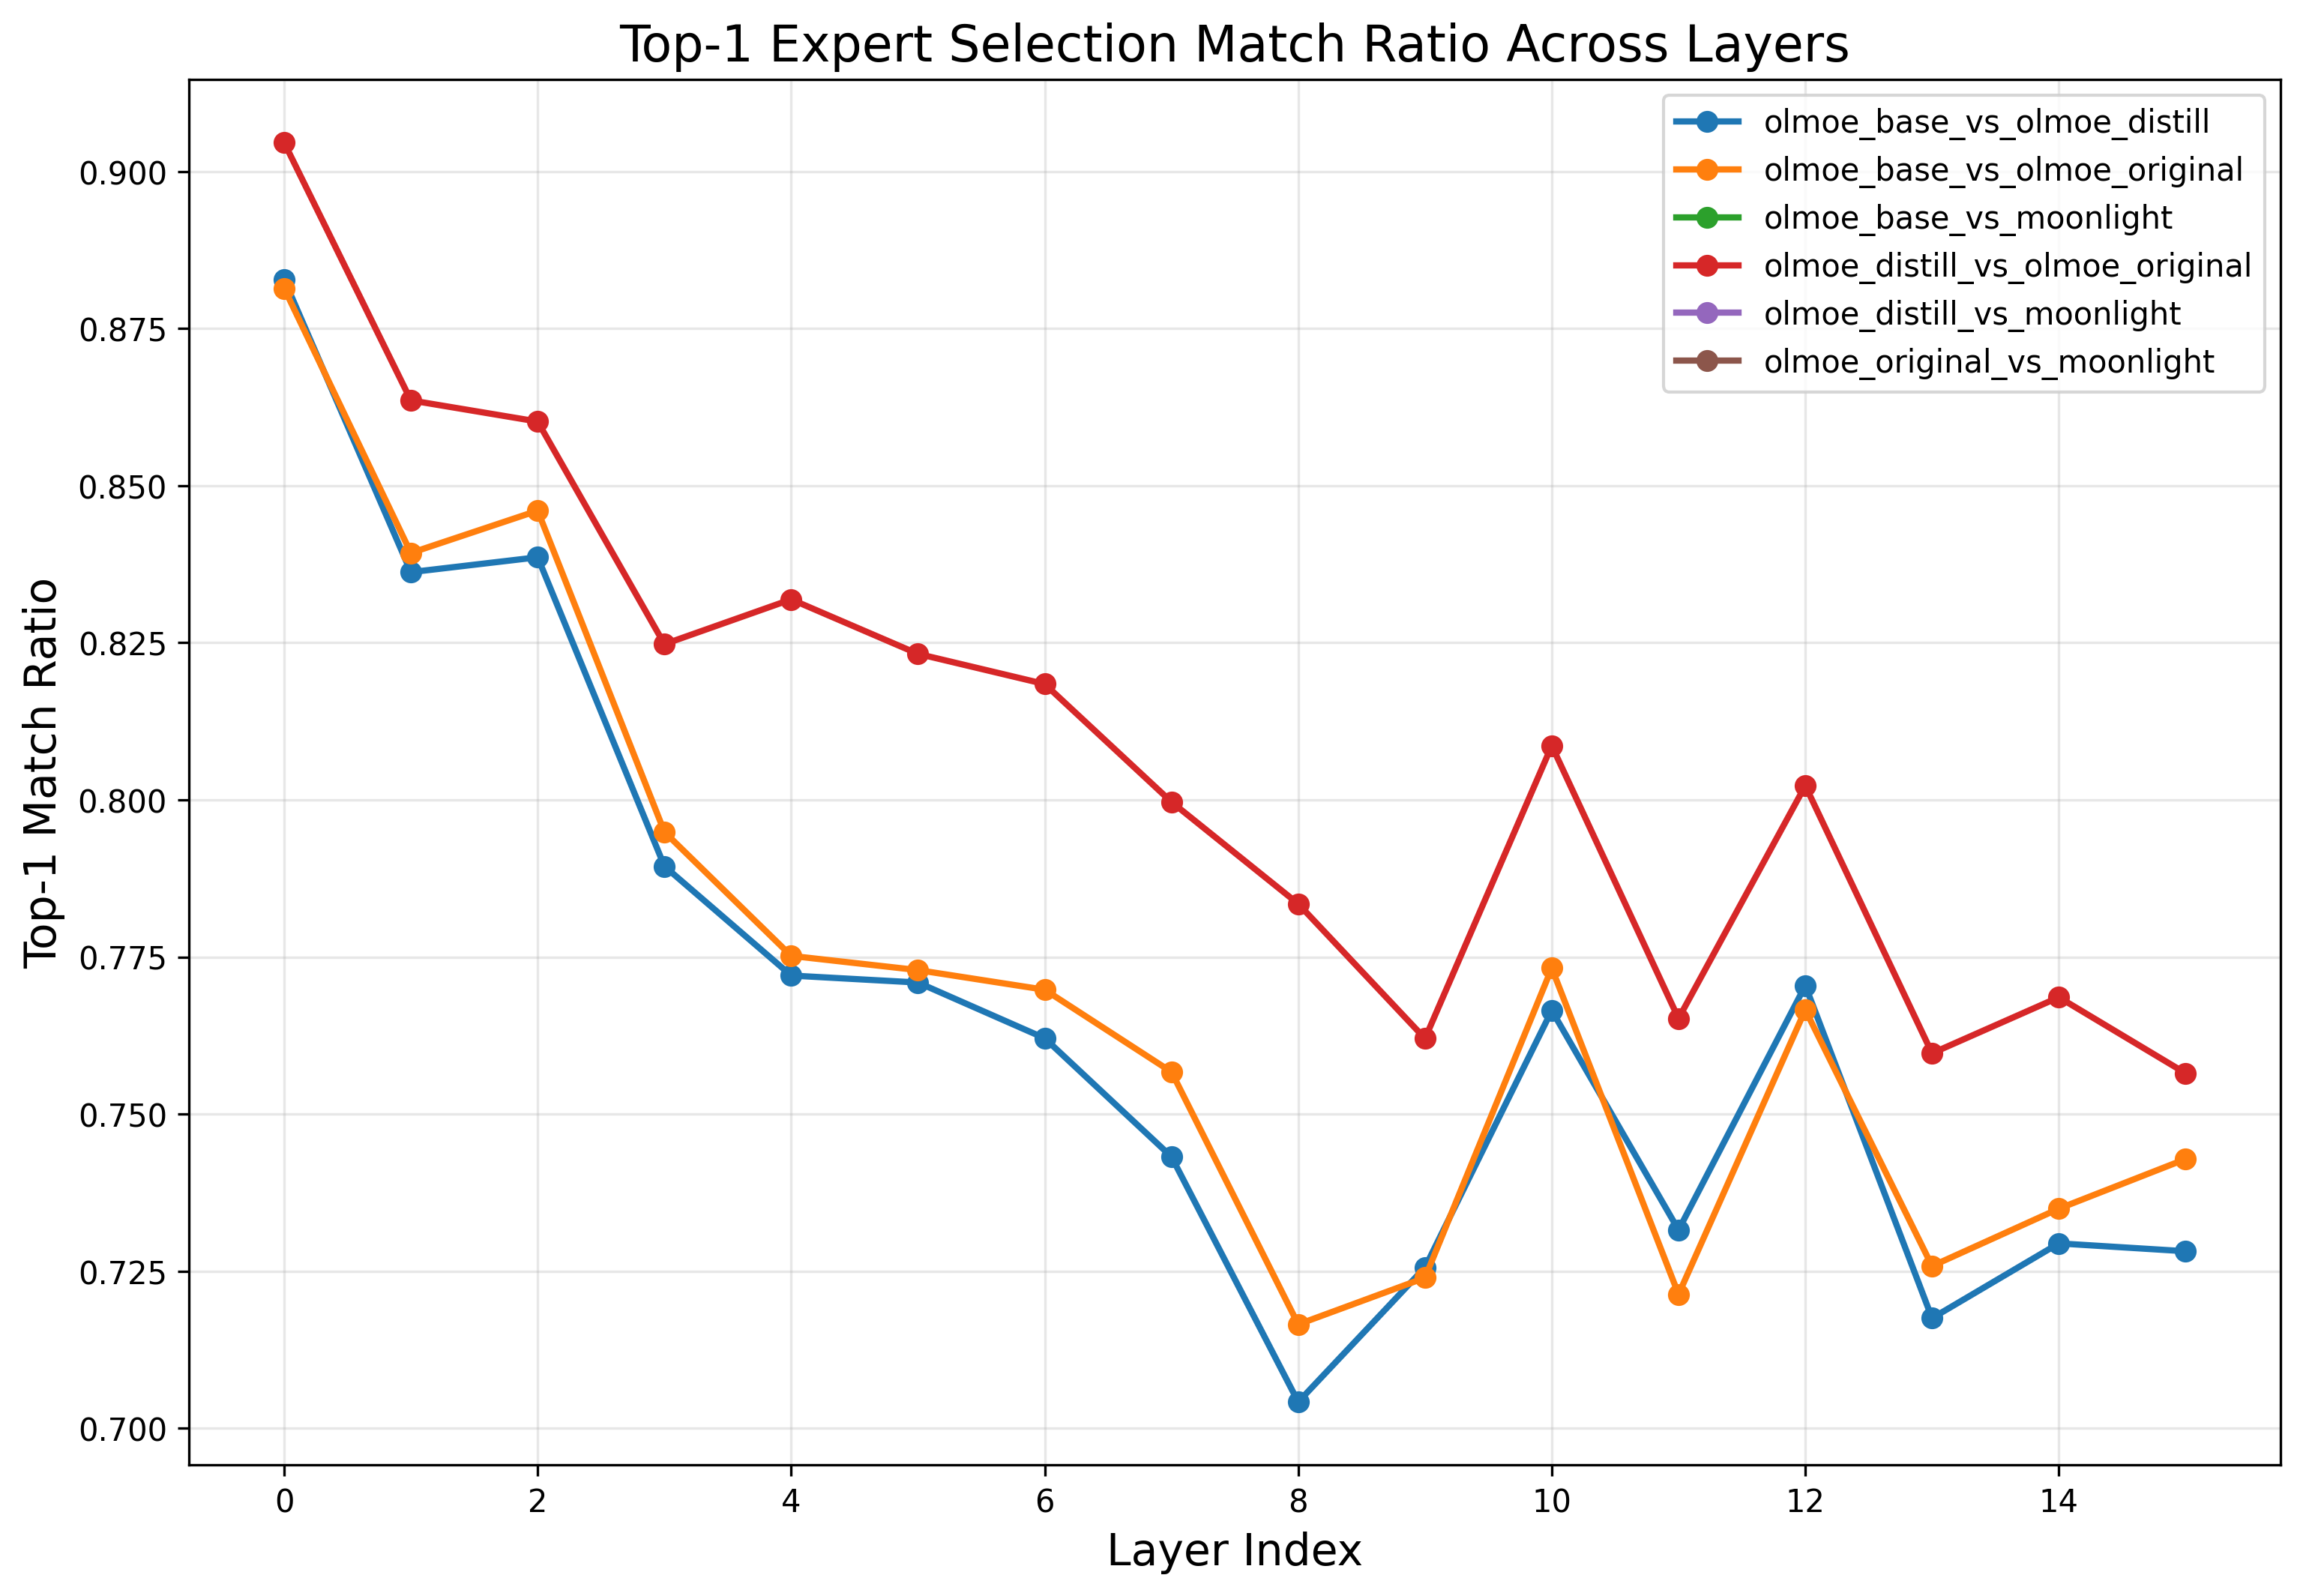 Top-1 Expert Selection Match Ratio Across Layers
olmoe_base_vs_olmoe_distill
olmoe_base_vs_olmoe_original
olmoe_base_vs_moonlight
olmoe_distill_vs_olmoe_original
olmoe_distill_vs_moonlight
olmoe_original_vs_moonlight
Top-1 Match Ratio
0.900
0.875
0.850
0.825
0.800
0.775
0.750
0.725
0.700
0 2 4 6 8 10 12 14
Layer Index